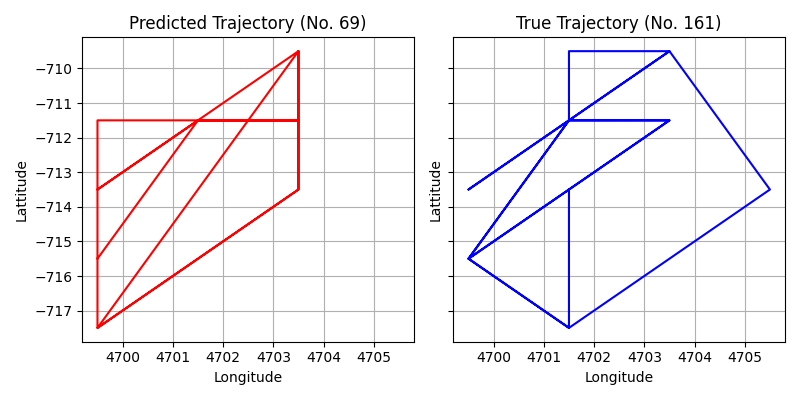 Predicted Trajectory (No. 69)
True Trajectory (No. 161)
−710
−711
−712
−713
−714
−715
−716
−717
Lattitude
Lattitude
4700 4701 4702 4703 4704 4705
4700 4701 4702 4703 4704 4705
Longitude
Longitude